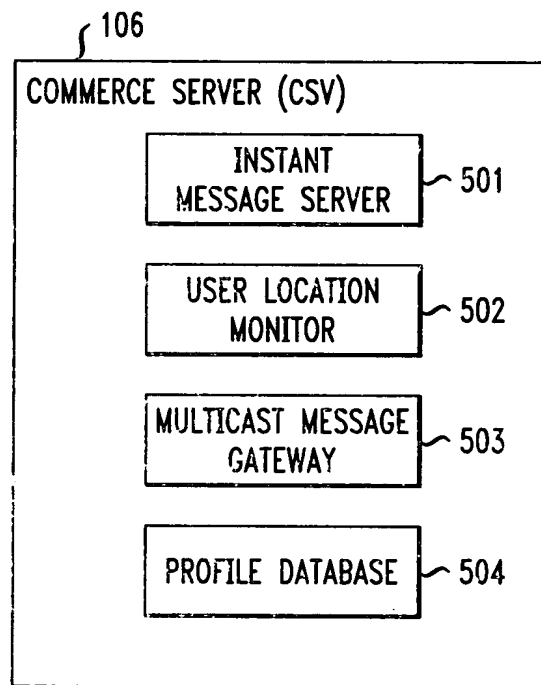 106
COMMERCE SERVER (CSV)
INSTANT
MESSAGE SERVER
501
USER LOCATION
MONITOR
502
MULTICAST MESSAGE
GATEWAY
503
PROFILE DATABASE
504